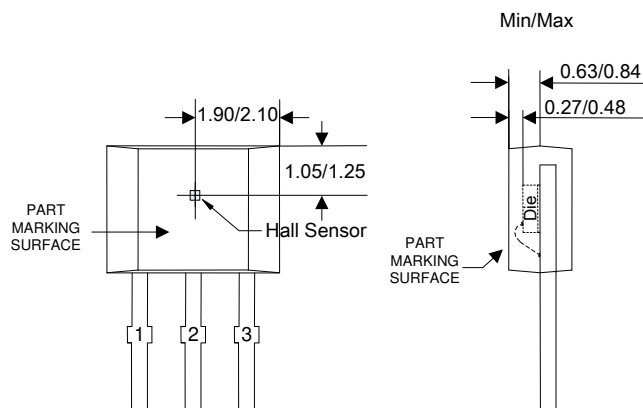 Min/Max
0.63/0.84
0.27/0.48
1.90/2.10
1.05/1.25
PART
MARKING
SURFACE
Hall Sensor
Die
PART
MARKING
SURFACE
1 2 3